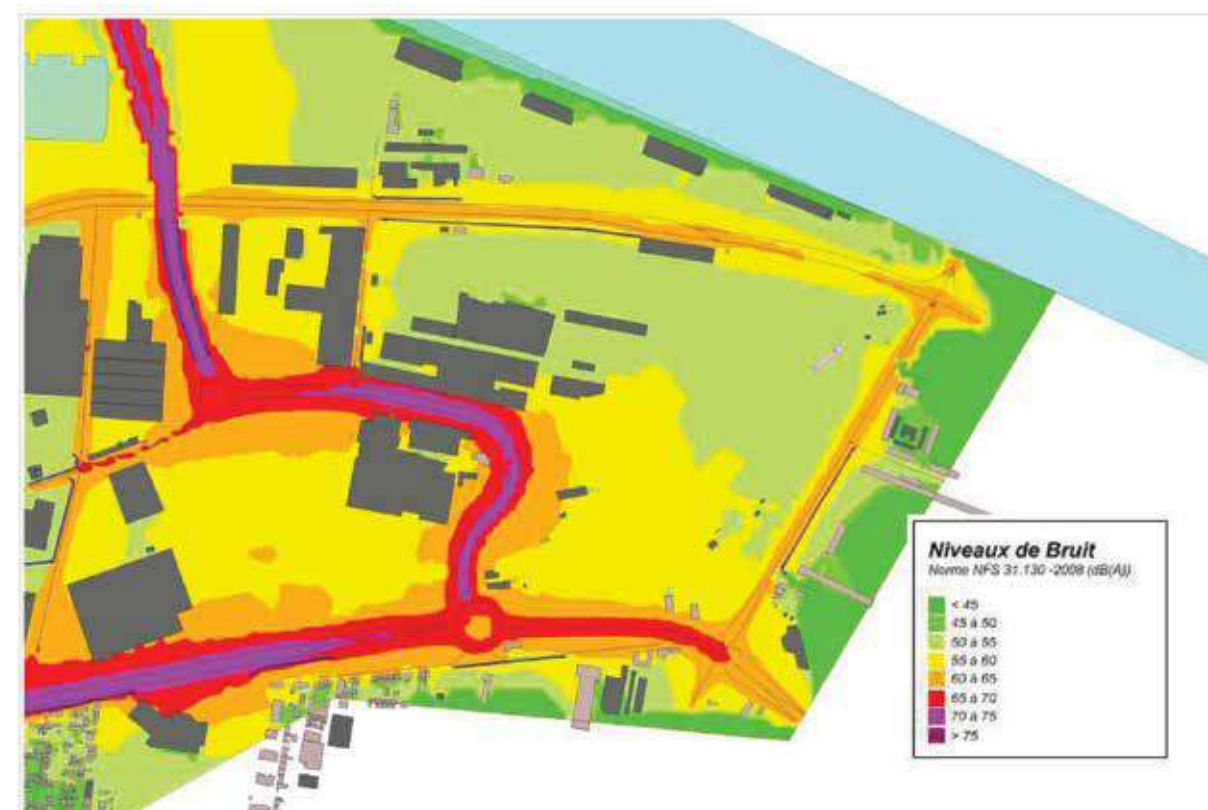 Niveaux de Bruit
Norme NFS 31.130 -2008 (dB(A))
< 45
45 à 50
50 à 55
55 à 60
60 à 65
65 à 70
70 à 75
> 75